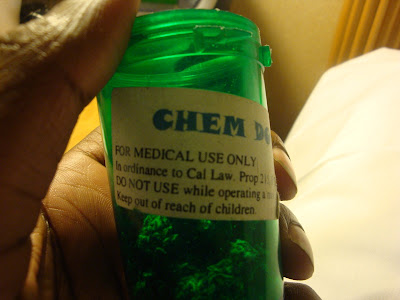 CHEM
FOR MEDICAL USE ONLY
In ordinance to Cal Law. Prop 21
DO NOT USE while operating a
Keep out of reach of children.